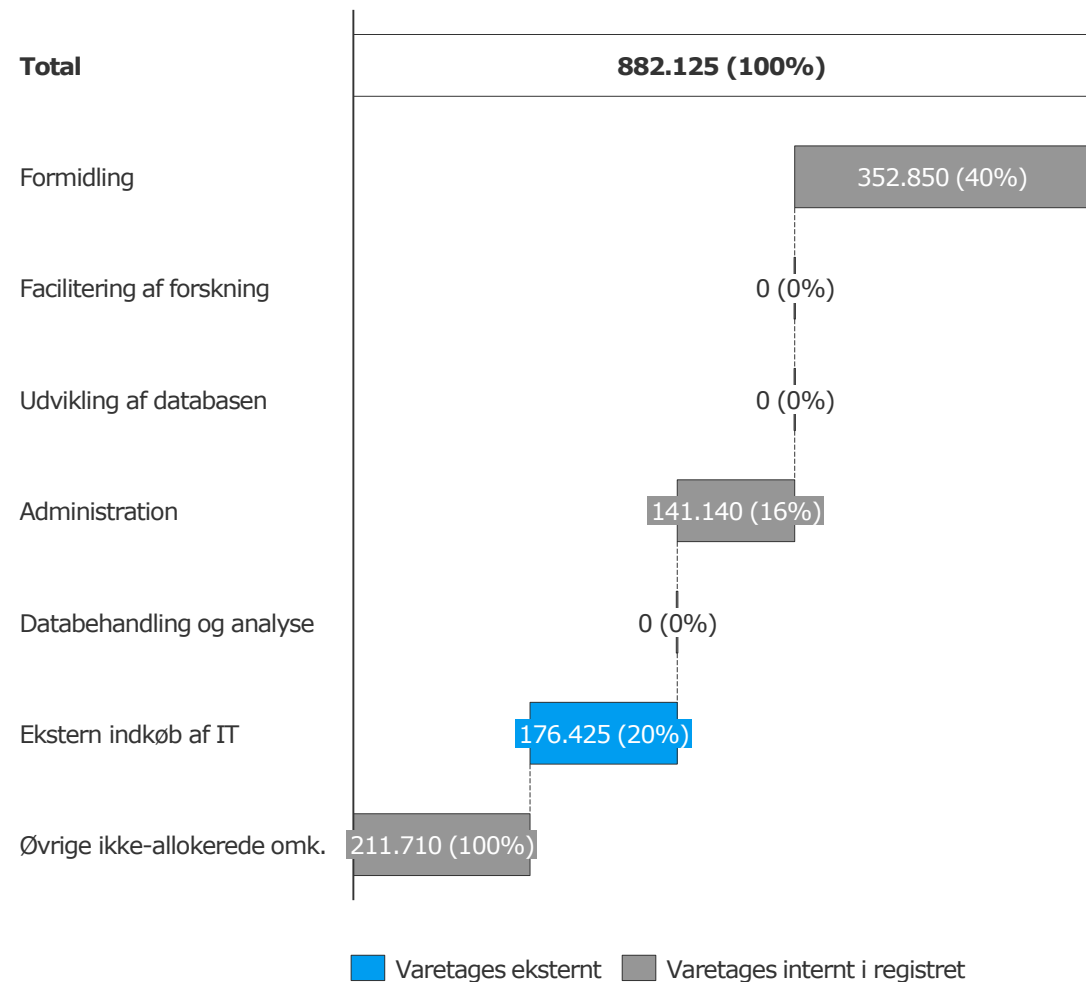 Total 882.125 (100%)
Formidling 352.850 (40%)
Facilitering af forskning 0 (0%)
Udvikling af databasen 0 (0%)
Administration 141.140 (16%)
Databehandling og analyse 0 (0%)
Ekstern indkøb af IT 176.425 (20%)
Øvrige ikke-allokerede omk. 211.710 (100%)
Varetages eksternt Varetages internt i registret